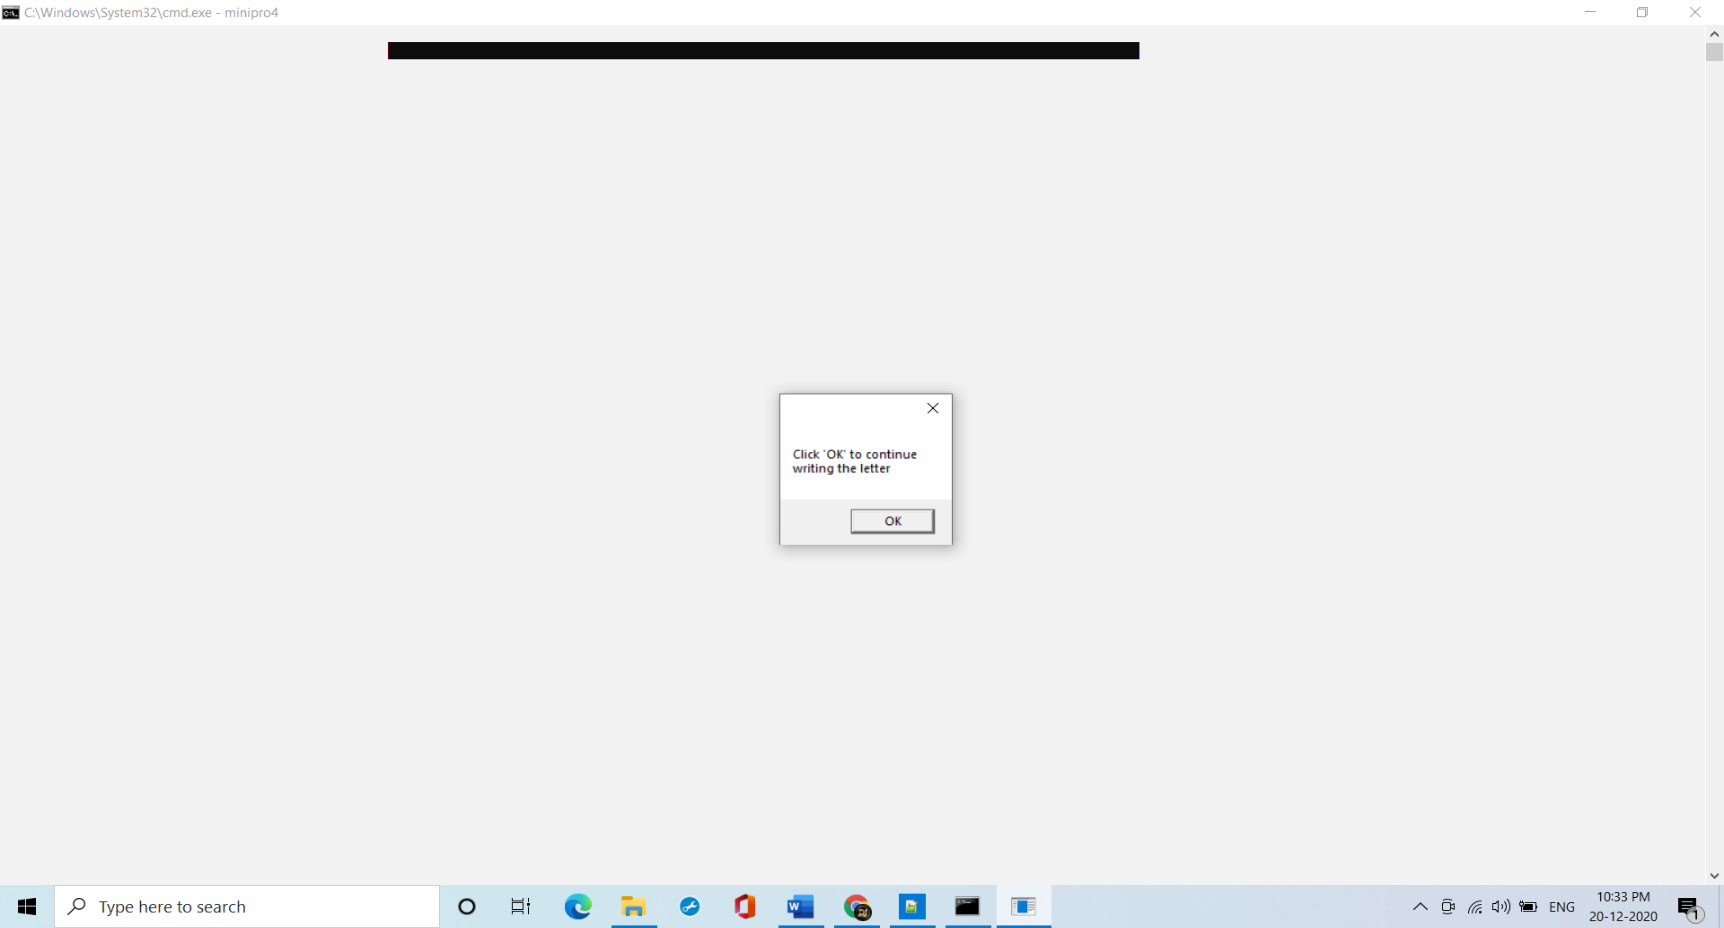 C:\Windows\System32\cmd.exe - minipro4
Click 'OK' to continue
writing the letter
OK
Type here to search
ENG
10:33 PM
20-12-2020
1